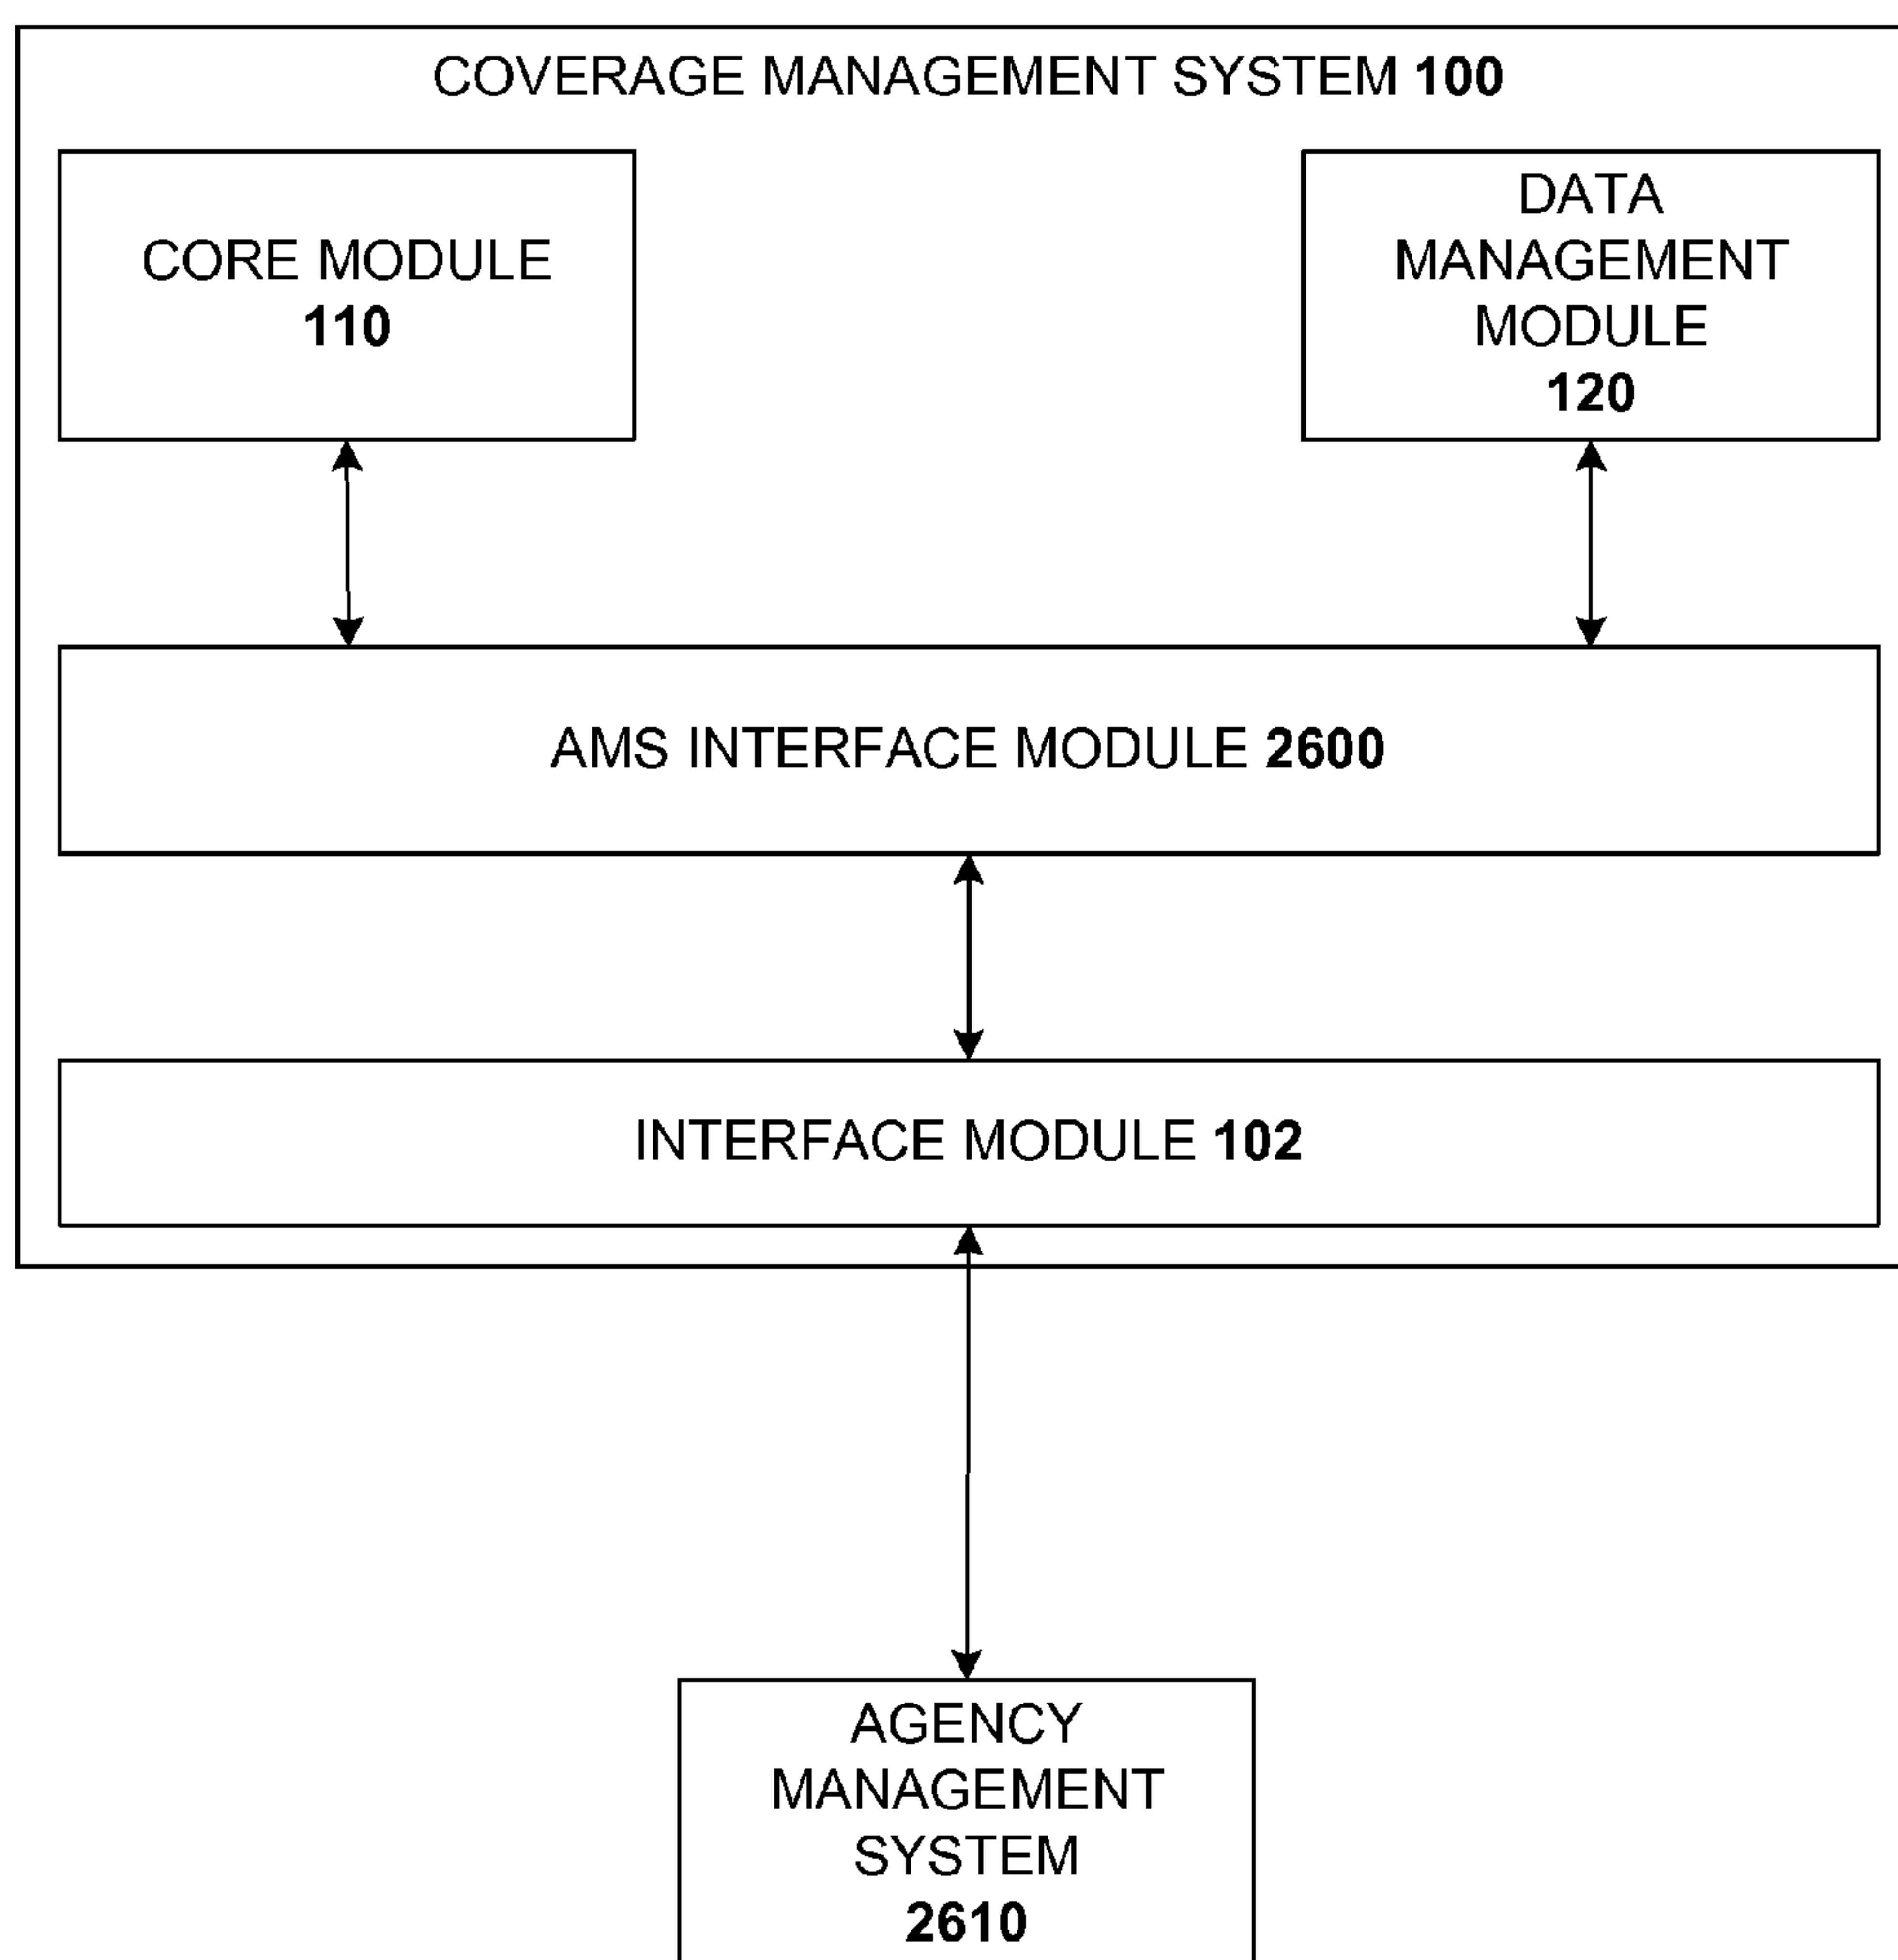 COVERAGE MANAGEMENT SYSTEM 100
CORE MODULE
110
DATA
MANAGEMENT
MODULE
120
AMS INTERFACE MODULE 2600
INTERFACE MODULE 102
AGENCY
MANAGEMENT
SYSTEM
2610